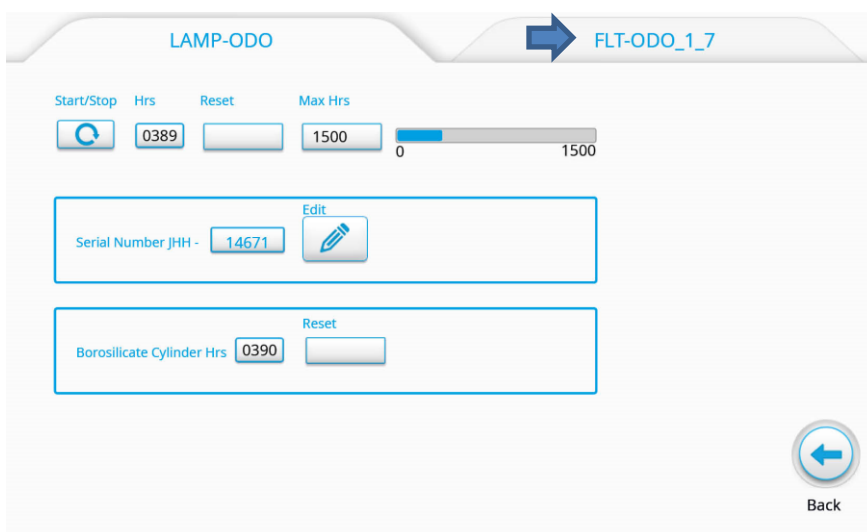 LAMP-ODO FLT-ODO_1_7
Start/Stop Hrs Reset Max Hrs
0389 1500
0 1500
Edit
Serial Number JHH - 14671
Reset
Borosilicate Cylinder Hrs 0390
Back